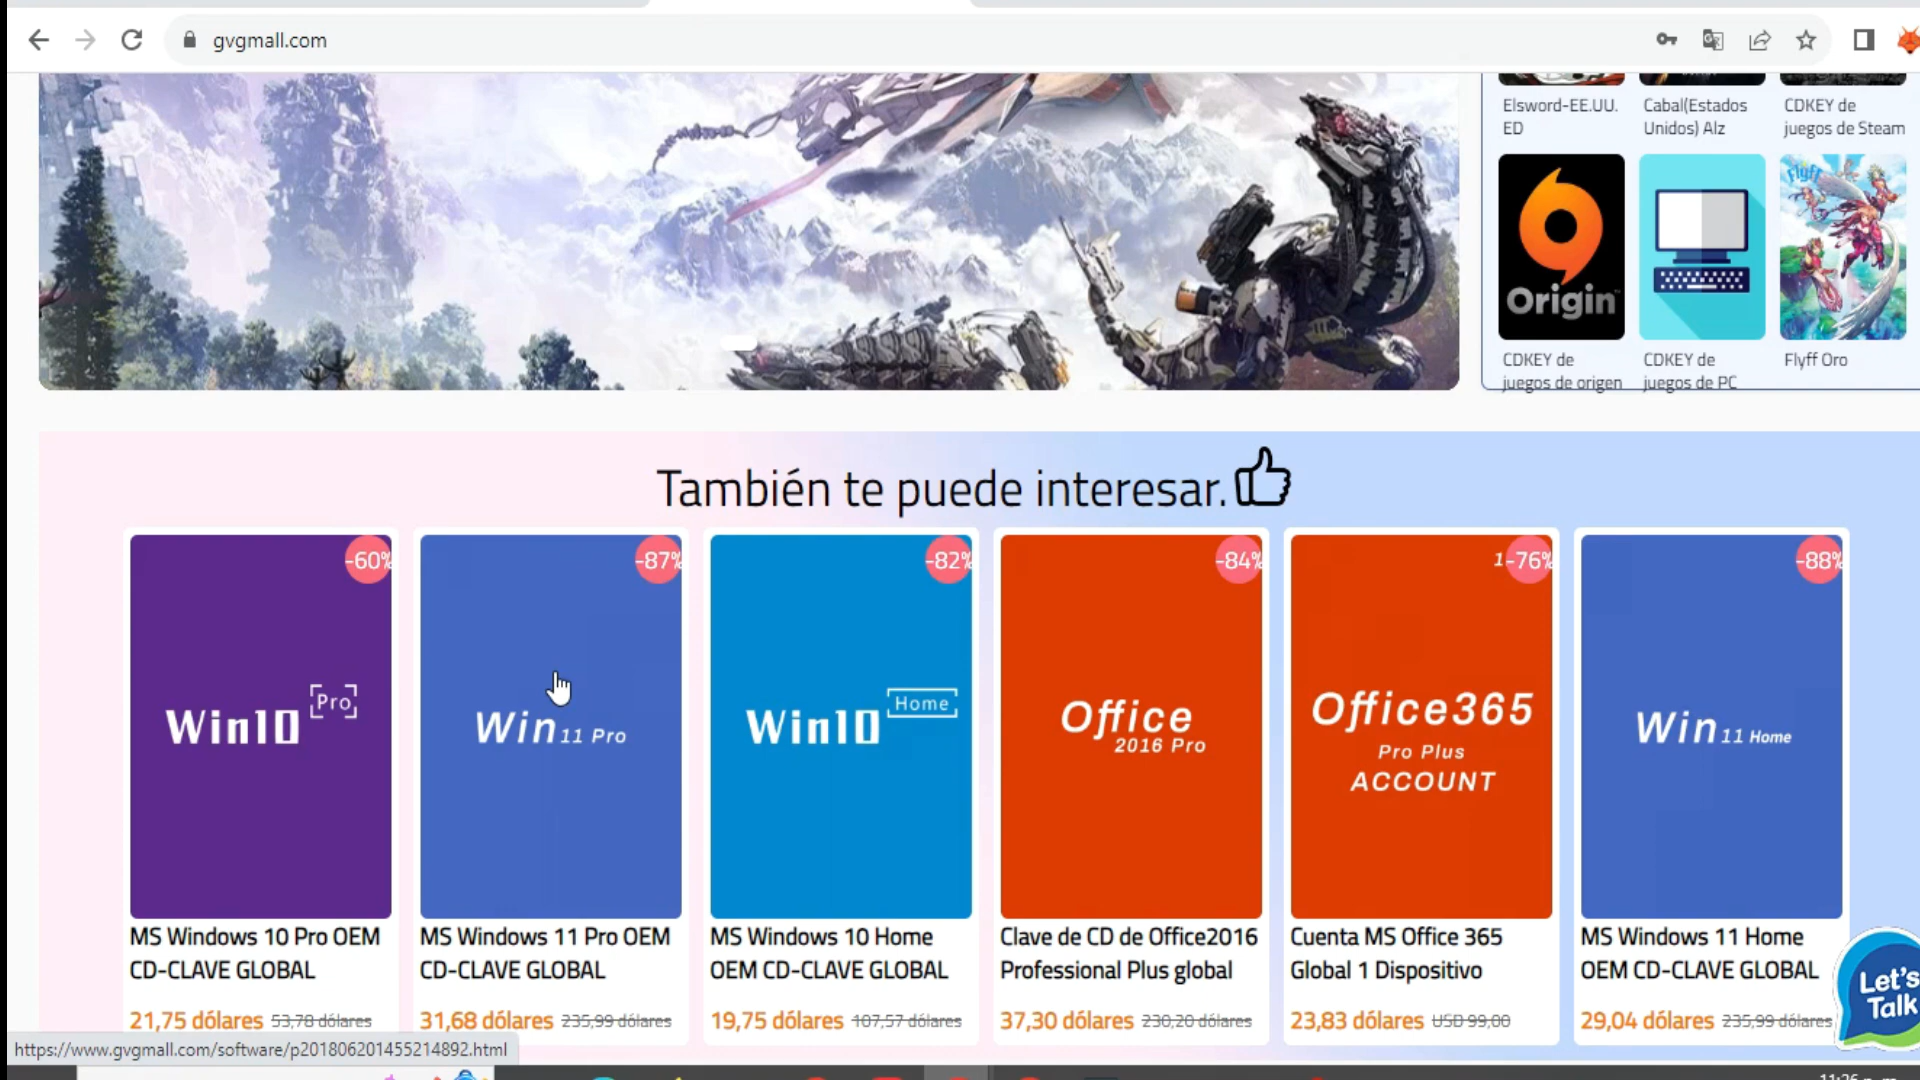 gvgmall.com
Elsword-EE.UU.
ED
Cabal(Estados
Unidos) Alz
CDKEY de
juegos de Steam
Origin
Flyff
CDKEY de
juegos de origen
CDKEY de
juegos de PC
Flyff Oro
También te puede interesar.
-60%
Win10 Pro
MS Windows 10 Pro OEM
CD-CLAVE GLOBAL
21,75 dólares 53,78 dólares
-87%
Win 11 Pro
MS Windows 11 Pro OEM
CD-CLAVE GLOBAL
31,68 dólares 235,99 dólares
-82%
Win10 Home
MS Windows 10 Home
OEM CD-CLAVE GLOBAL
19,75 dólares 107,57 dólares
-84%
Office
2016 Pro
Clave de CD de Office2016
Professional Plus global
37,30 dólares 230,20 dólares
1 -76%
Office365
Pro Plus
ACCOUNT
Cuenta MS Office 365
Global 1 Dispositivo
23,83 dólares USD 99,00
-88%
Win 11 Home
MS Windows 11 Home
OEM CD-CLAVE GLOBAL
29,04 dólares 235,99 dólares
Let's
Talk
https://www.gvgmall.com/software/p201806201455214892.html